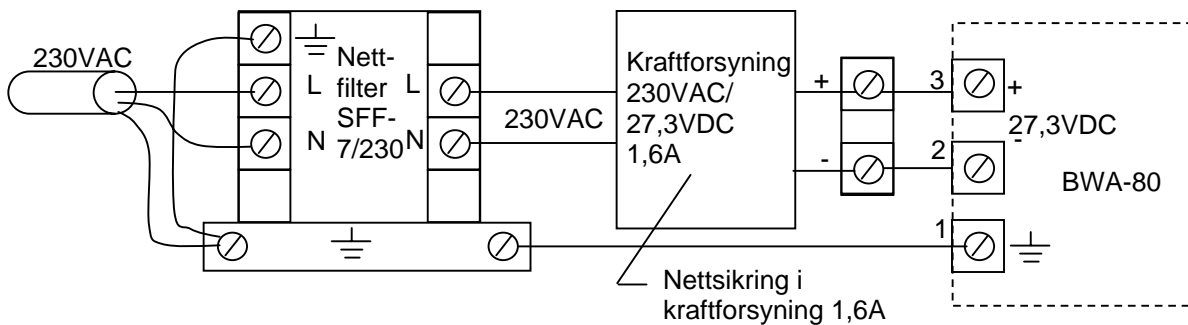 230VAC
Nett-
filter
SFF-
7/230
L
N
L
N
230VAC
Kraftforsyning
230VAC/
27,3VDC
1,6A
+
-
3
2
1
+
27,3VDC
-
BWA-80
Nettsikring i
kraftforsyning 1,6A